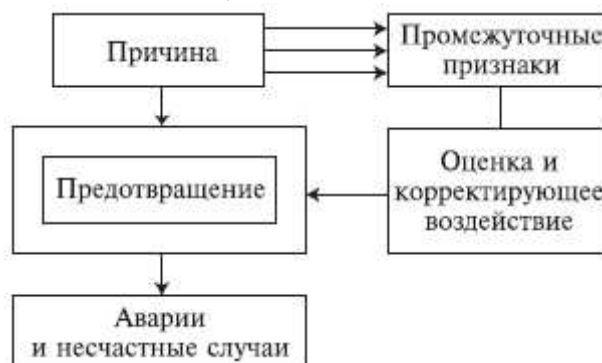 Причина
Промежуточные
признаки
Предотвращение
Оценка и
корректирующее
воздействие
Аварии
и несчастные случаи